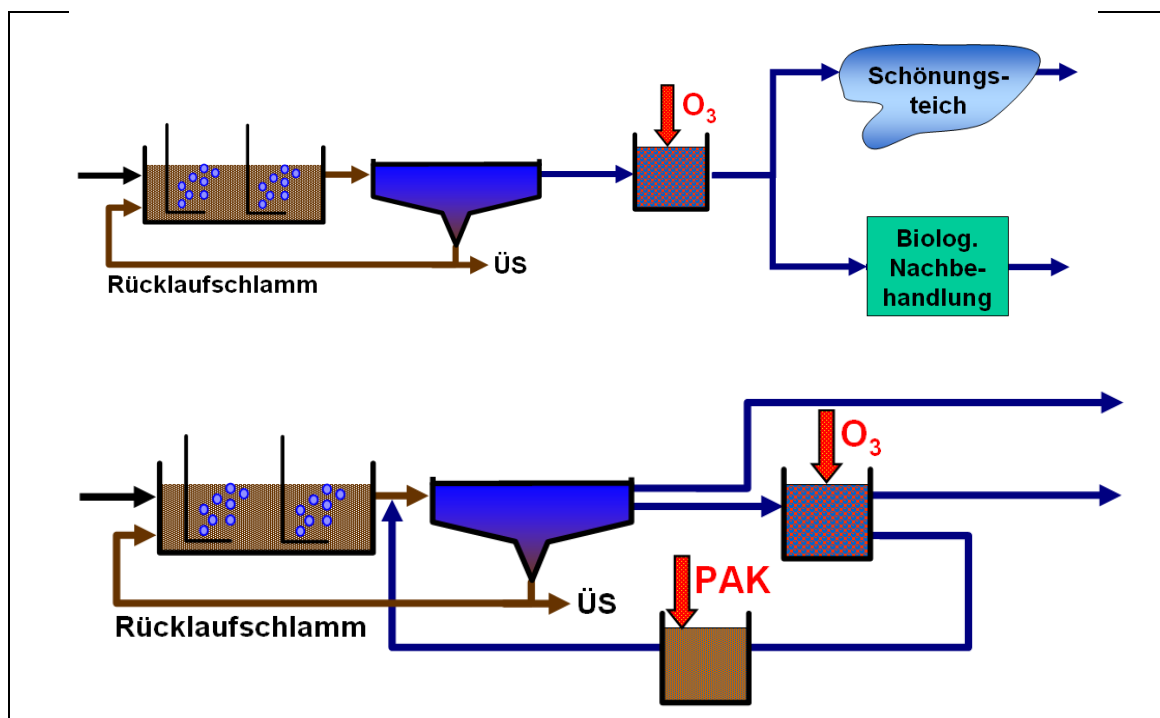 O₃
Schönungs-
teich
Rücklaufschlamm
ÜS
Biolog.
Nachbe-
handlung
O₃
PAK
ÜS
Rücklaufschlamm